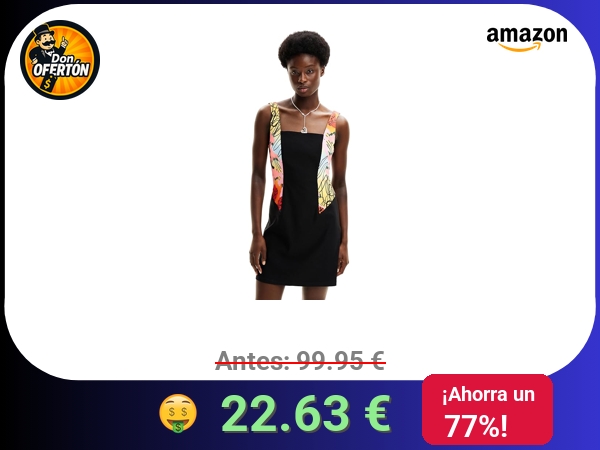 Don
OFERTÓN
$
amazon
Antes: 99.95 €
22.63 €
¡Ahorra un
77%!